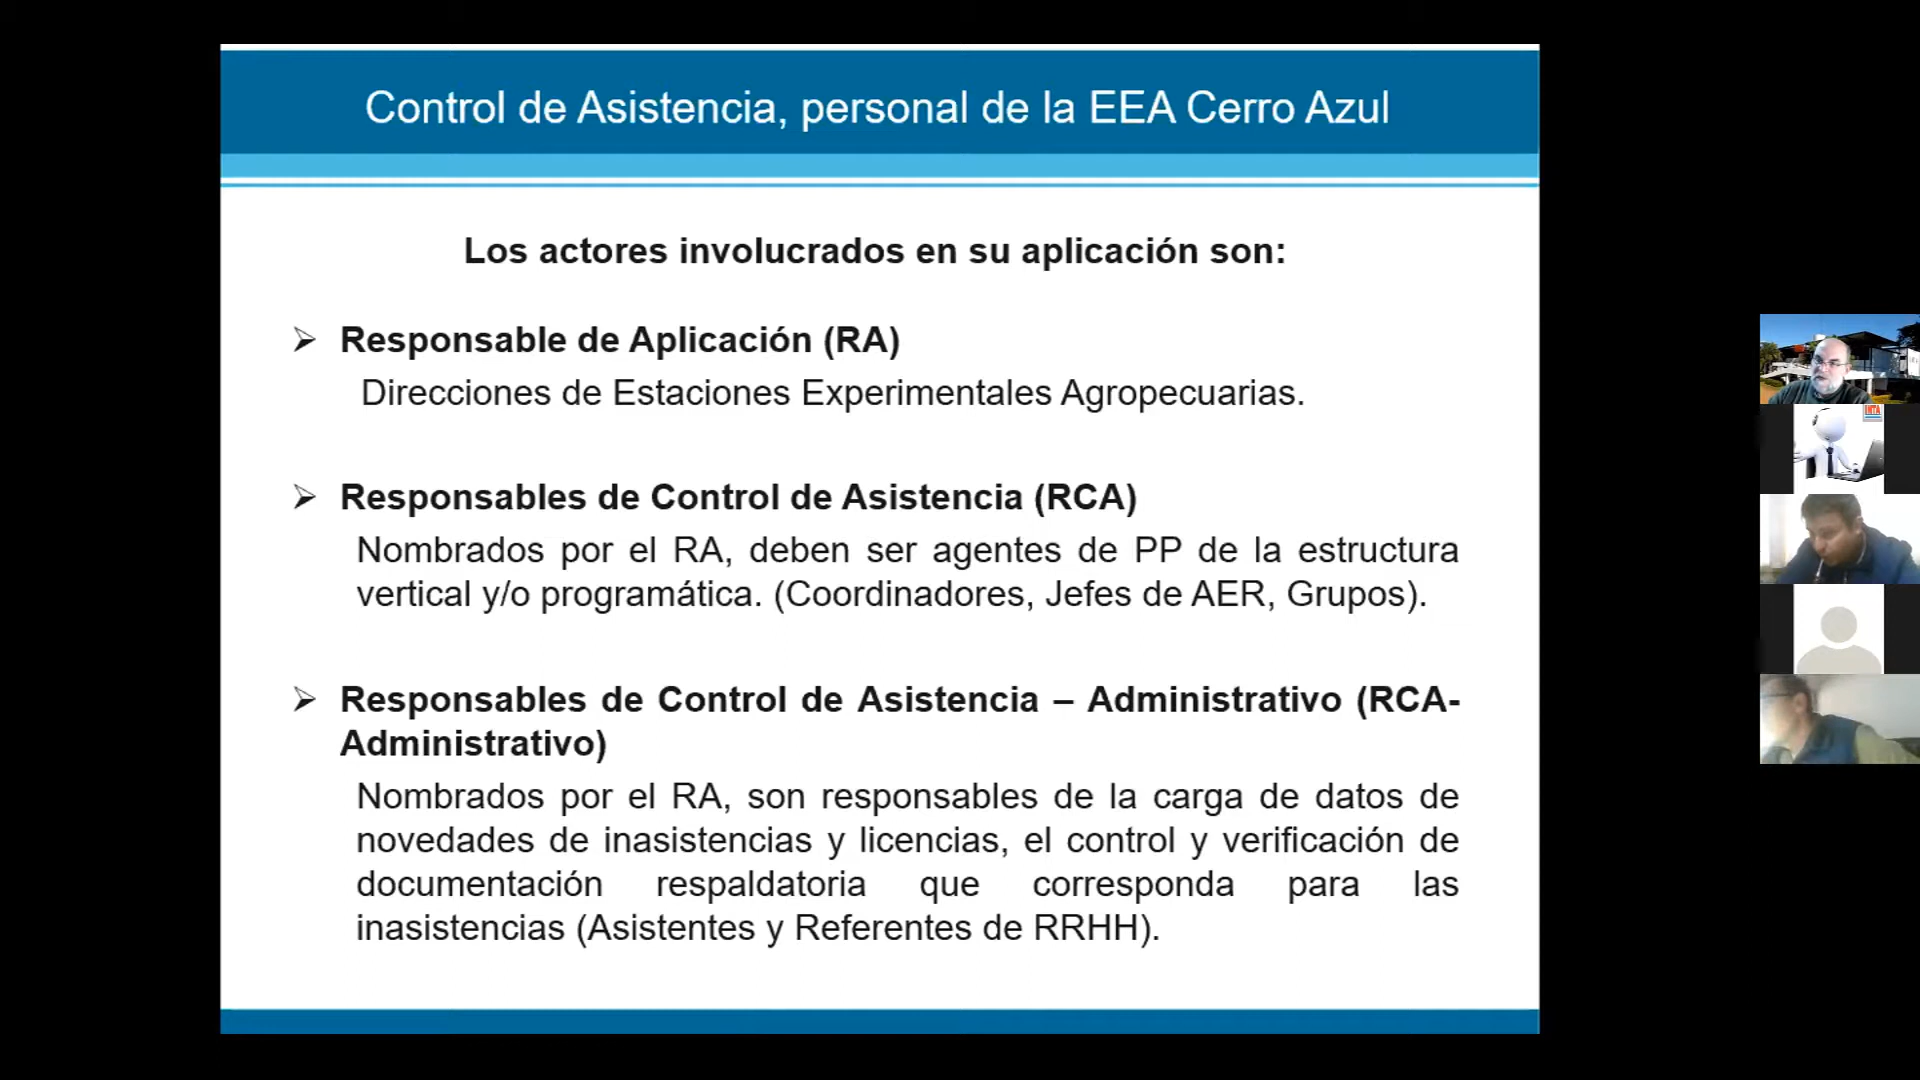 Control de Asistencia, personal de la EEA Cerro Azul
Los actores involucrados en su aplicación son:
➢ Responsable de Aplicación (RA)
Direcciones de Estaciones Experimentales Agropecuarias.
➢ Responsables de Control de Asistencia (RCA)
Nombrados por el RA, deben ser agentes de PP de la estructura
vertical y/o programática. (Coordinadores, Jefes de AER, Grupos).
➢ Responsables de Control de Asistencia – Administrativo (RCA-
Administrativo)
Nombrados por el RA, son responsables de la carga de datos de
novedades de inasistencias y licencias, el control y verificación de
documentación respaldatoria que corresponda para las
inasistencias (Asistentes y Referentes de RRHH).